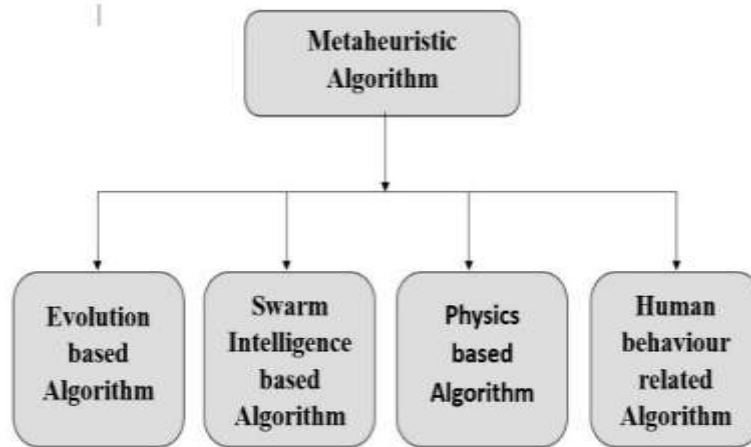 Metaheuristic
Algorithm
Evolution
based
Algorithm
Swarm
Intelligence
based
Algorithm
Physics
based
Algorithm
Human
behaviour
related
Algorithm